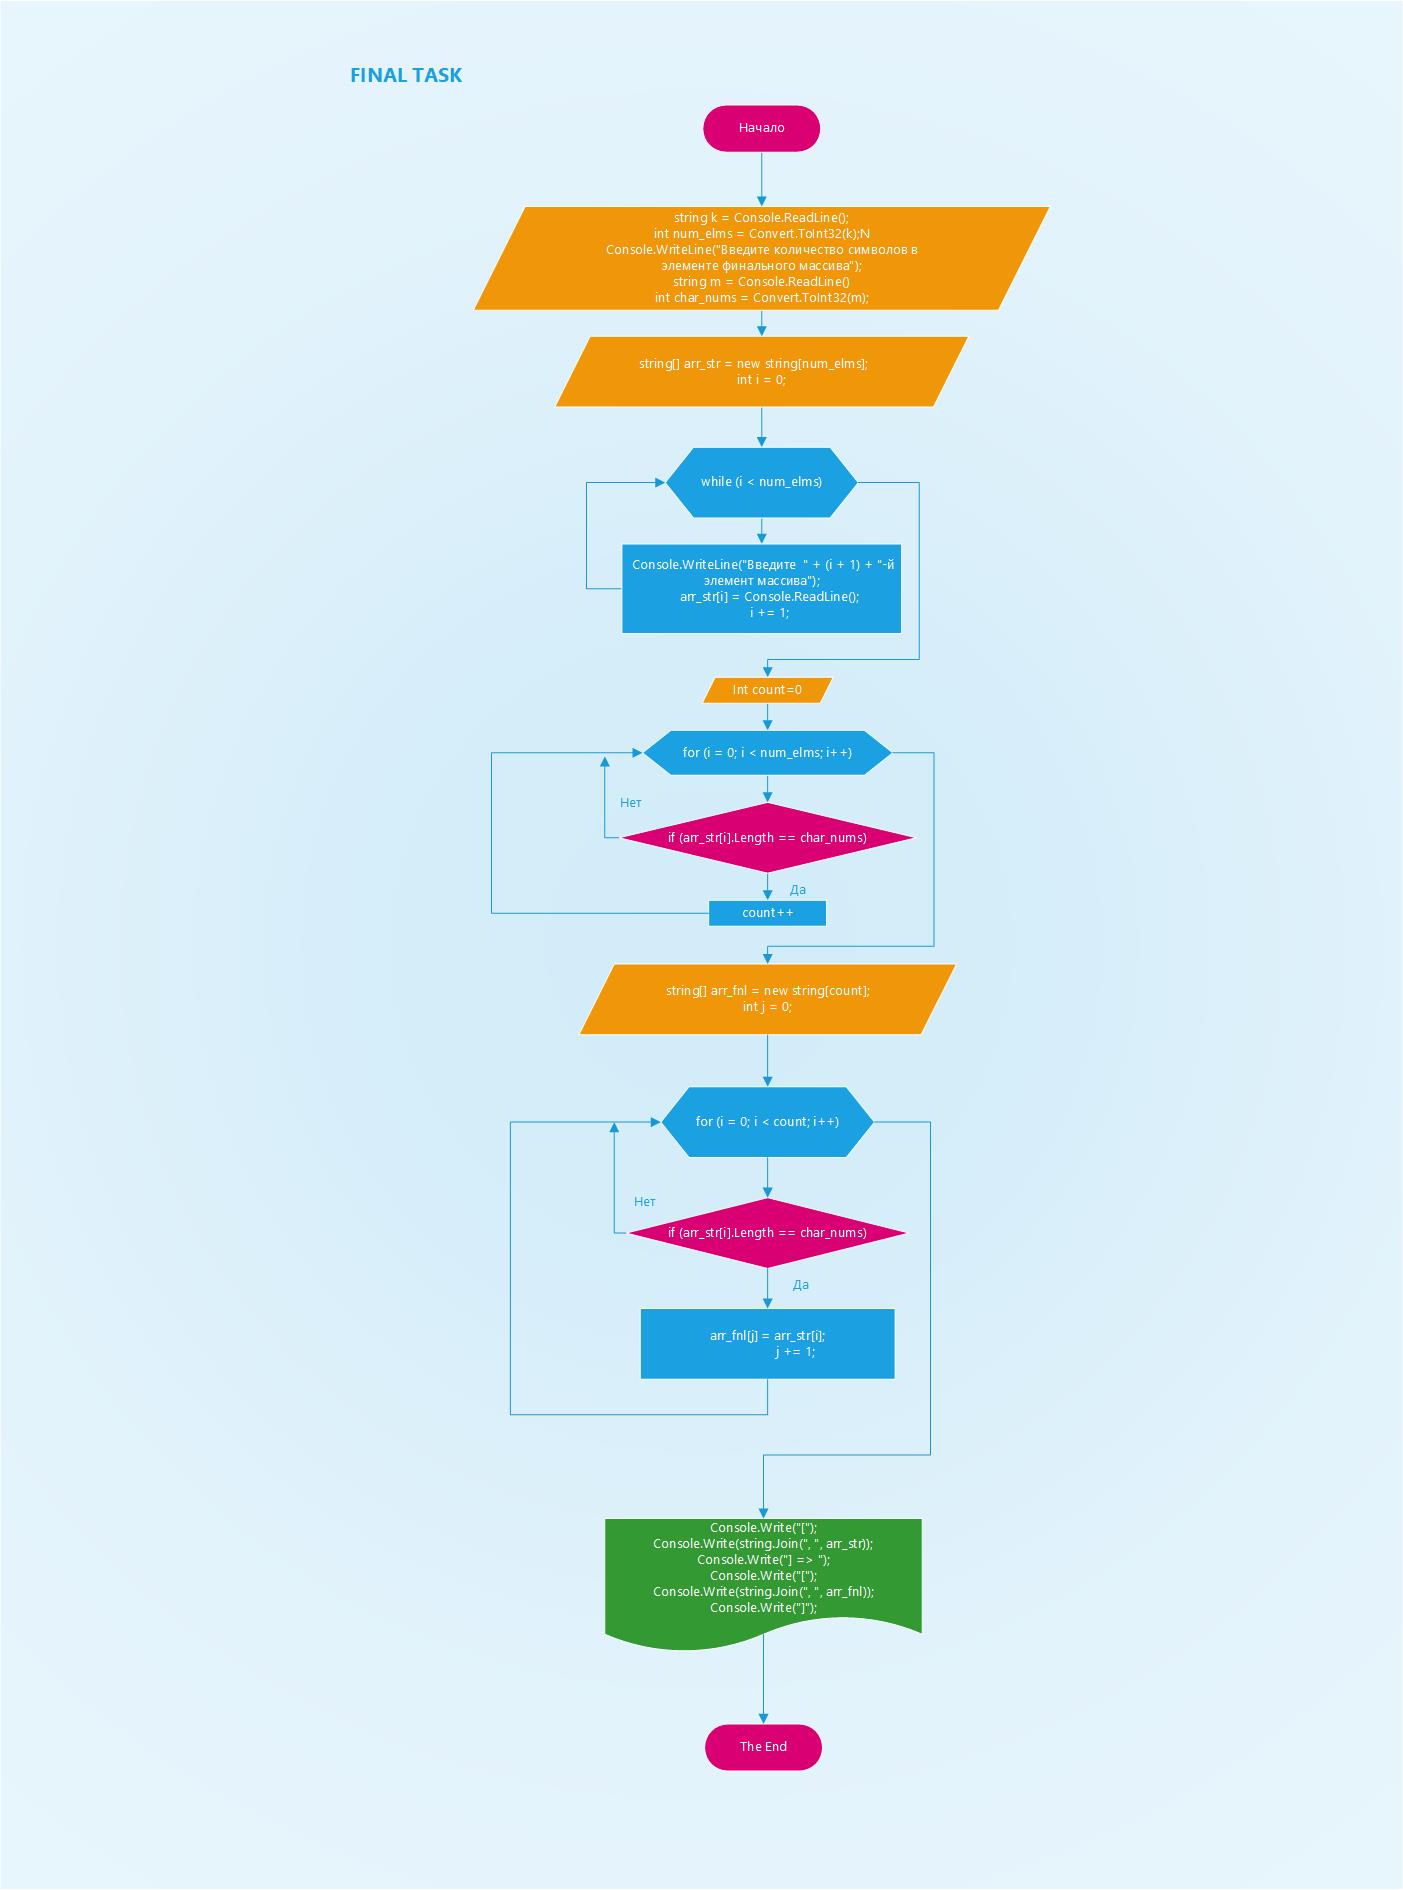 FINAL TASK
Начало
string k = Console.ReadLine();
int num_elms = Convert.ToInt32(k);N
Console.WriteLine("Введите количество символов в
элементе финального массива");
string m = Console.ReadLine()
int char_nums = Convert.ToInt32(m);
string[] arr_str = new string[num_elms];
int i = 0;
while (i < num_elms)
Console.WriteLine("Введите  " + (i + 1) + "-й
элемент массива");
arr_str[i] = Console.ReadLine();
i += 1;
Int count=0
for (i = 0; i < num_elms; i++)
Нет
if (arr_str[i].Length == char_nums)
Да
count++
string[] arr_fnl = new string[count];
int j = 0;
for (i = 0; i < count; i++)
Нет
if (arr_str[i].Length == char_nums)
Да
arr_fnl[j] = arr_str[i];
j += 1;
Console.Write("[");
Console.Write(string.Join(", ", arr_str));
Console.Write("] => ");
Console.Write("[");
Console.Write(string.Join(", ", arr_fnl));
Console.Write("]");
The End